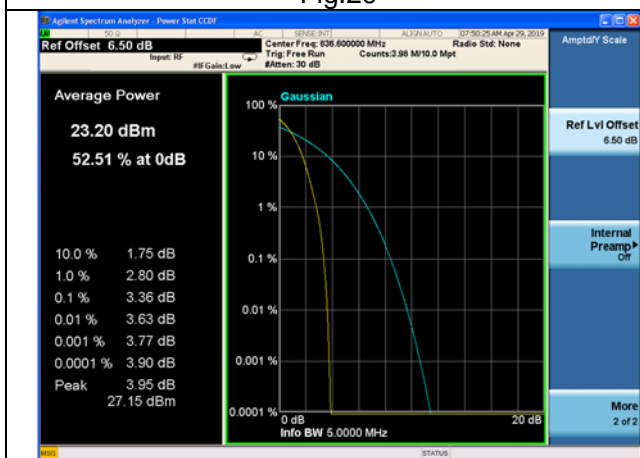 Agilent Spectrum Analyzer - Power Stat CCDF
50 Ω AC SENSE:INT ALIGN AUTO 07:50:25 AM Apr 29, 2019
Ref Offset 6.50 dB
Center Freq: 836.600000 MHz Radio Std: None
Input: RF Trig: Free Run Counts:3.98 M/10.0 Mpt
#IFGain:Low #Atten: 30 dB
Amptd/Y Scale
Average Power
23.20 dBm
52.51 % at 0dB
10.0 % 1.75 dB
1.0 % 2.80 dB
0.1 % 3.36 dB
0.01 % 3.63 dB
0.001 % 3.77 dB
0.0001 % 3.90 dB
Peak 3.95 dB
27.15 dBm
Gaussian
100 %
10 %
1 %
0.1 %
0.01 %
0.001 %
0.0001 %
0 dB 20 dB
Info BW 5.0000 MHz
Ref Lvl Offset
6.50 dB
Internal
Preamp
Off
More
2 of 2
MSG STATUS